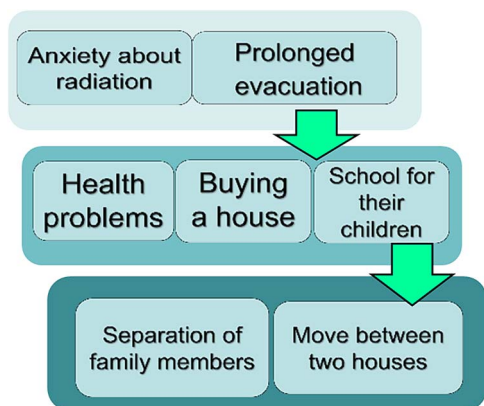 Anxiety about
radiation
Prolonged
evacuation
Health
problems
Buying
a house
School for
their
children
Separation of
family members
Move between
two houses